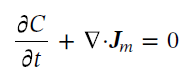 ∂C/∂t + ∇·J_m = 0